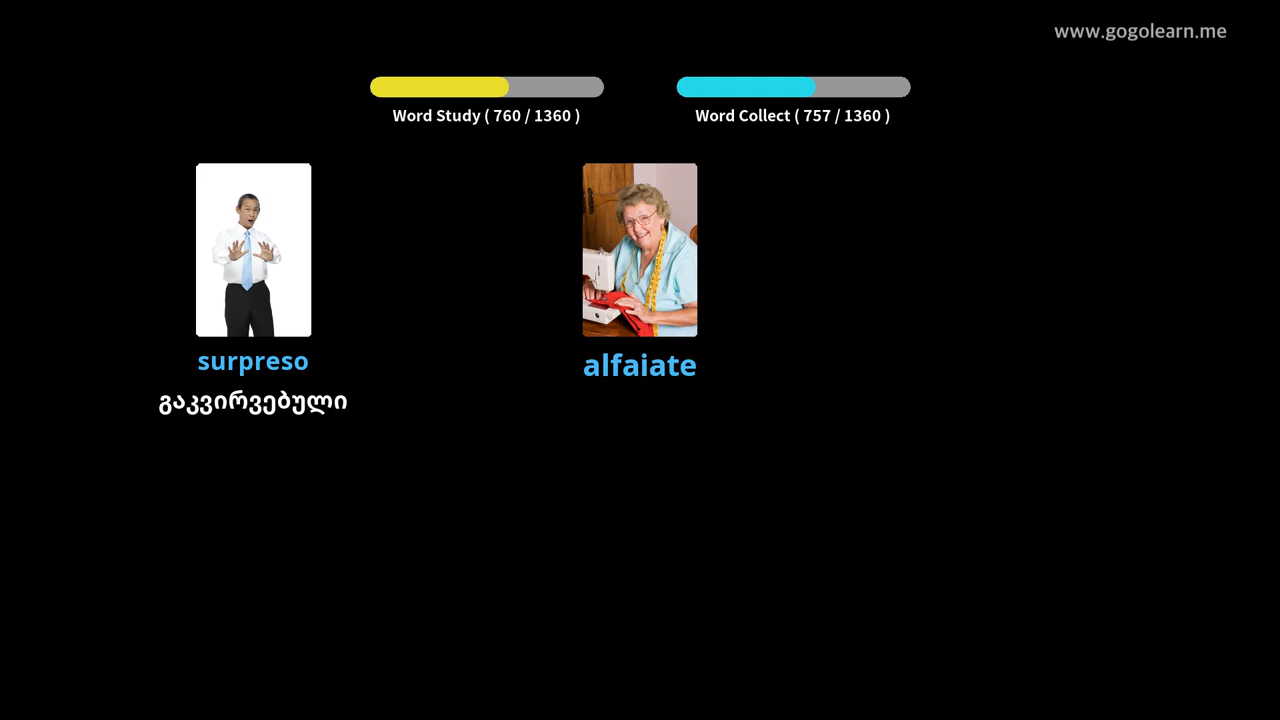 www.gogolearn.me
Word Study ( 760 / 1360 )
Word Collect ( 757 / 1360 )
surpreso
alfaiate
გაკვირვებული